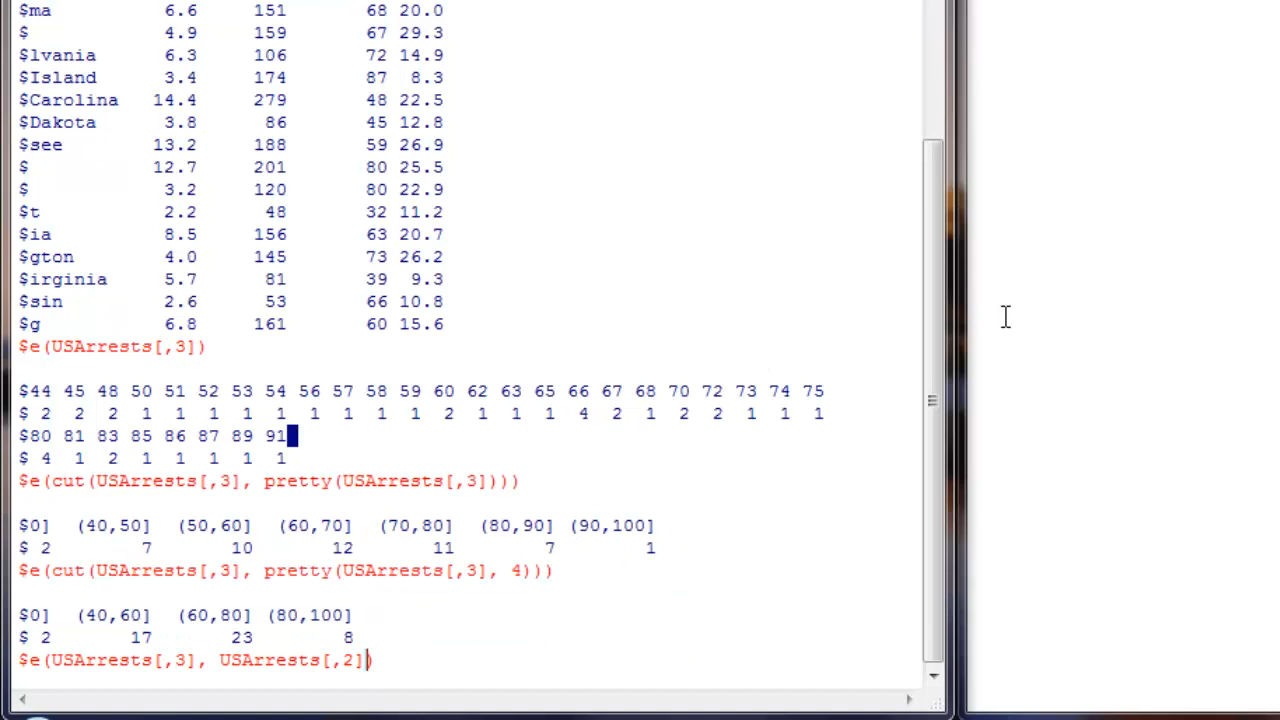 $ma 6.6 151 68 20.0
$ 4.9 159 67 29.3
$lvania 6.3 106 72 14.9
$Island 3.4 174 87 8.3
$Carolina 14.4 279 48 22.5
$Dakota 3.8 86 45 12.8
$see 13.2 188 59 26.9
$ 12.7 201 80 25.5
$ 3.2 120 80 22.9
$t 2.2 48 32 11.2
$ia 8.5 156 63 20.7
$gton 4.0 145 73 26.2
$irginia 5.7 81 39 9.3
$sin 2.6 53 66 10.8
$g 6.8 161 60 15.6
$e(USArrests[,3])
$44 45 48 50 51 52 53 54 56 57 58 59 60 62 63 65 66 67 68 70 72 73 74 75
$ 2 2 2 1 1 1 1 1 1 1 1 1 2 1 1 1 4 2 1 2 2 1 1 1
$80 81 83 85 86 87 89 91
$ 4 1 2 1 1 1 1 1
$e(cut(USArrests[,3], pretty(USArrests[,3])))
$0] (40,50] (50,60] (60,70] (70,80] (80,90] (90,100]
$ 2 7 10 12 11 7 1
$e(cut(USArrests[,3], pretty(USArrests[,3], 4)))
$0] (40,60] (60,80] (80,100]
$ 2 17 23 8
$e(USArrests[,3], USArrests[,2])